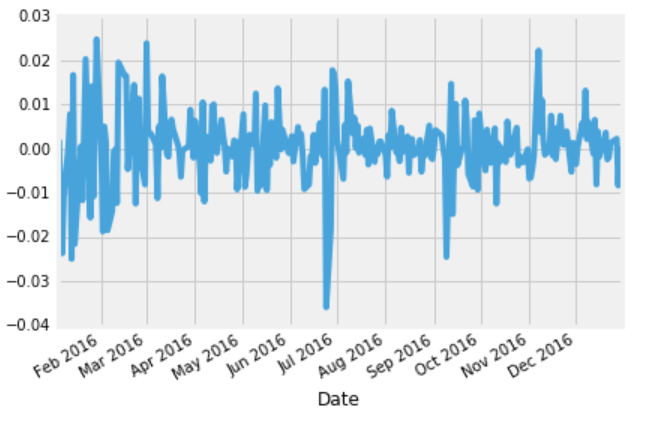 0.03
0.02
0.01
0.00
−0.01
−0.02
−0.03
−0.04
Feb 2016
Mar 2016
Apr 2016
May 2016
Jun 2016
Jul 2016
Aug 2016
Sep 2016
Oct 2016
Nov 2016
Dec 2016
Date